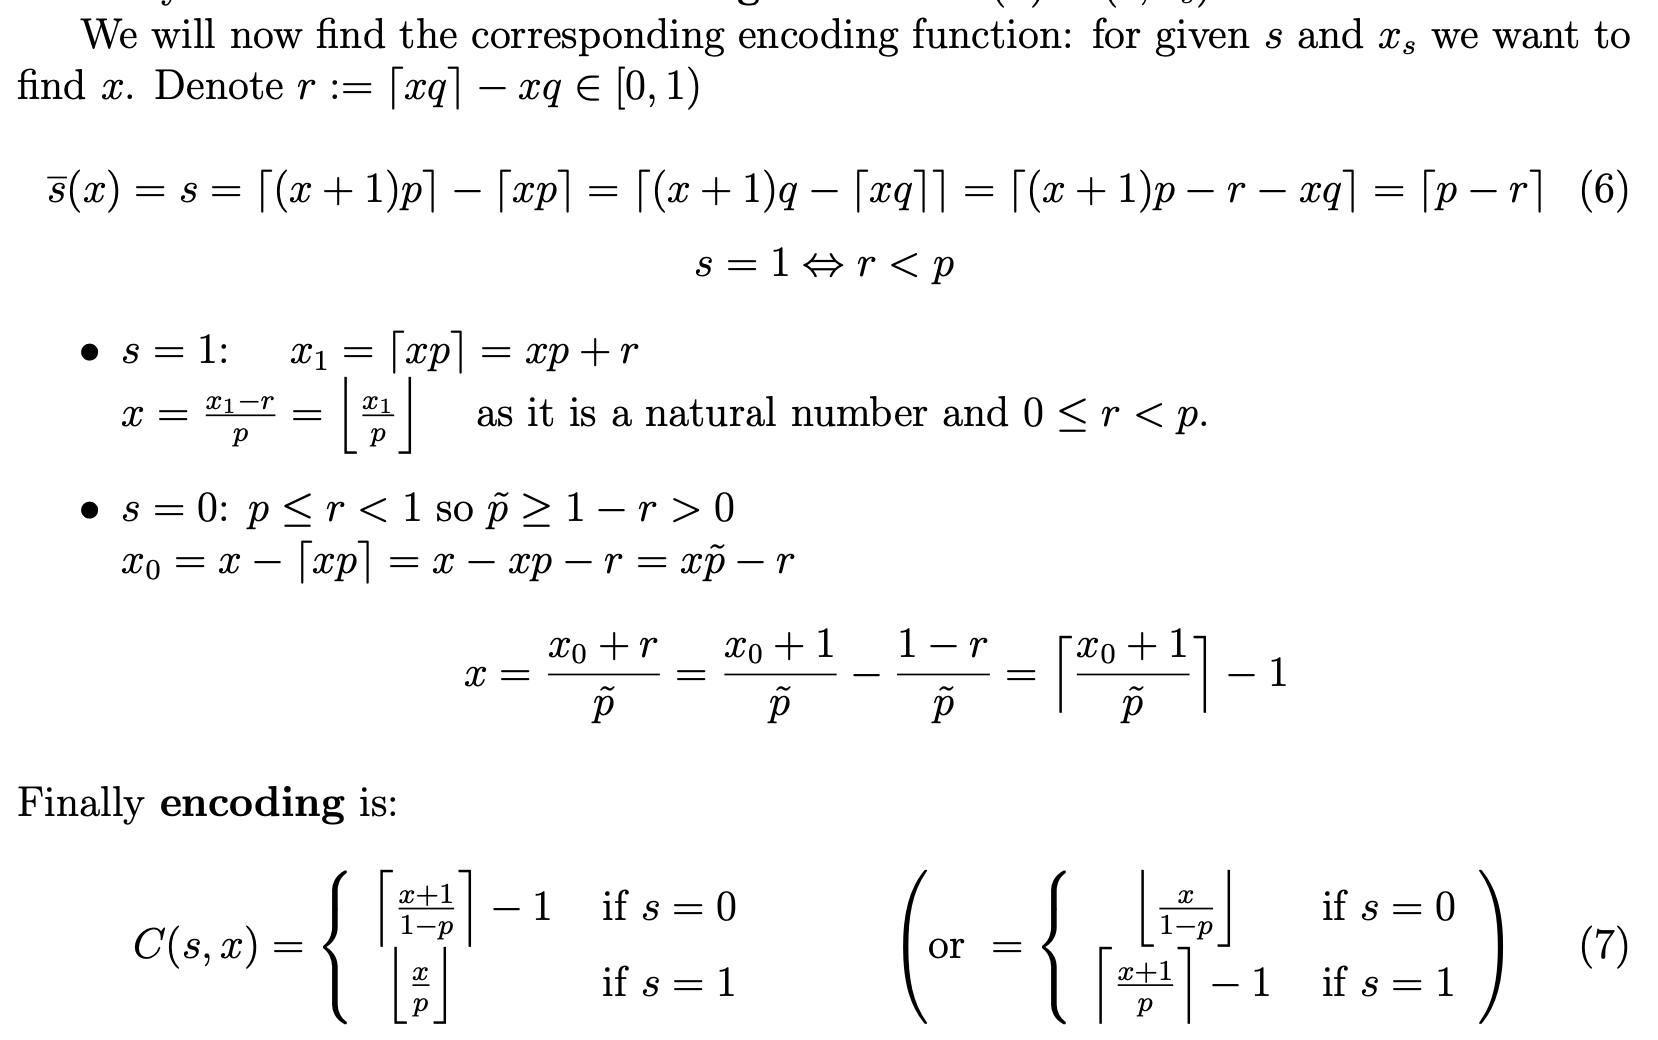 We will now find the corresponding encoding function: for given s and x_s we want to
find x. Denote r := ⌈xq⌉ − xq ∈ [0, 1)
s̅(x) = s = ⌈(x + 1)p⌉ − ⌈xp⌉ = ⌈(x + 1)q − ⌈xq⌉⌉ = ⌈(x + 1)p − r − xq⌉ = ⌈p − r⌉ (6)
s = 1 ⇔ r < p
• s = 1: x₁ = ⌈xp⌉ = xp + r
x = (x₁−r)/p = ⌊x₁/p⌋ as it is a natural number and 0 ≤ r < p.
• s = 0: p ≤ r < 1 so p̃ ≥ 1 − r > 0
x₀ = x − ⌈xp⌉ = x − xp − r = xp̃ − r
x = (x₀ + r)/p̃ = (x₀ + 1)/p̃ − (1 − r)/p̃ = ⌈(x₀ + 1)/p̃⌉ − 1
Finally encoding is:
C(s, x) = { ⌈(x+1)/(1−p)⌉ − 1 if s = 0 ; ⌊x/p⌋ if s = 1 ( or = { ⌊x/(1−p)⌋ if s = 0 ; ⌈(x+1)/p⌉ − 1 if s = 1 ) (7)